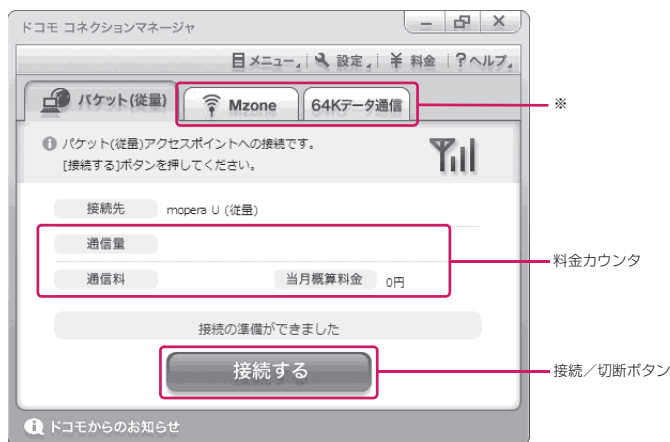 ドコモ コネクションマネージャ
メニュー 設定 ¥ 料金 ? ヘルプ
パケット(従量) Mzone 64Kデータ通信
※
パケット(従量)アクセスポイントへの接続です。
[接続する]ボタンを押してください。
接続先 mopera U (従量)
通信量
料金カウンタ
通信料 当月概算料金 0円
接続の準備ができました
接続する
接続／切断ボタン
ドコモからのお知らせ